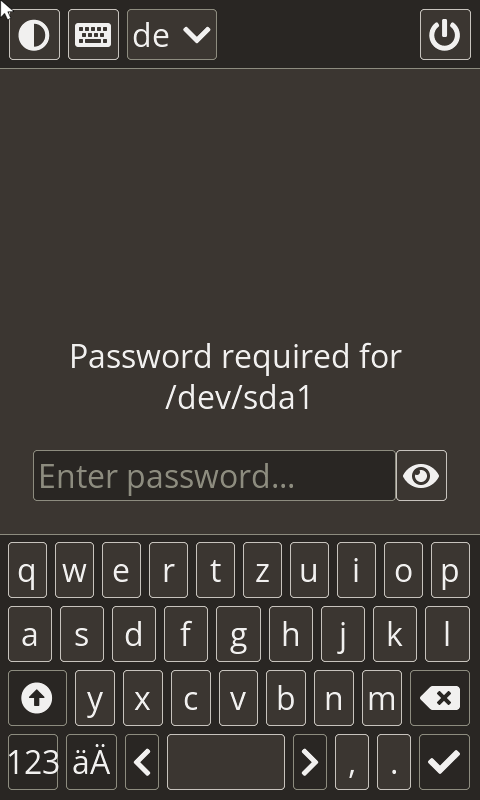 de
Password required for
/dev/sda1
Enter password...
q w e r t z u i o p
a s d f g h j k l
y x c v b n m
123 äÄ , .